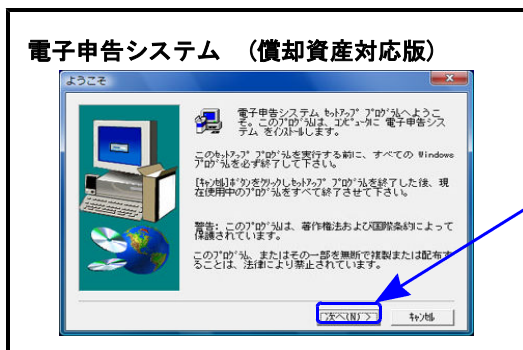 電子申告システム (償却資産対応版)
ようこそ
電子申告システム ｾｯﾄｱｯﾌﾟ ﾌﾟﾛｸﾞﾗﾑへようこ
そ。このﾌﾟﾛｸﾞﾗﾑは、ｺﾝﾋﾟｭｰﾀに 電子申告シス
テム をｲﾝｽﾄｰﾙします。
このｾｯﾄｱｯﾌﾟ ﾌﾟﾛｸﾞﾗﾑを実行する前に、すべての Windows
ﾌﾟﾛｸﾞﾗﾑを必ず終了して下さい。
[ｷｬﾝｾﾙ]ﾎﾞﾀﾝをｸﾘｯｸしｾｯﾄｱｯﾌﾟ ﾌﾟﾛｸﾞﾗﾑを終了した後、現
在使用中のﾌﾟﾛｸﾞﾗﾑをすべて終了させて下さい。
警告: このﾌﾟﾛｸﾞﾗﾑは、著作権法および国際条約によって
保護されています。
このﾌﾟﾛｸﾞﾗﾑ、またはその一部を無断で複製または配布す
ることは、法律により禁止されています。
次へ(N) >
ｷｬﾝｾﾙ